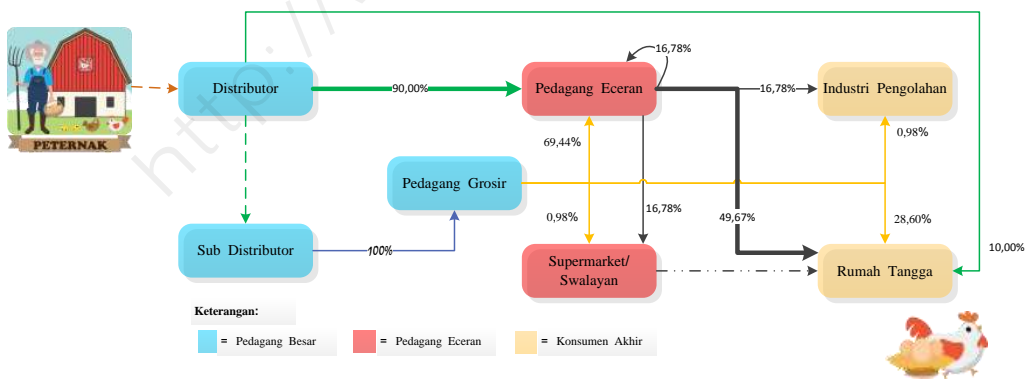 http://
PETERNAK
Distributor
90,00%
Pedagang Eceran
16,78%
16,78%
Industri Pengolahan
69,44%
0,98%
Pedagang Grosir
0,98%
16,78%
49,67%
28,60%
Sub Distributor
100%
Supermarket/
Swalayan
Rumah Tangga
10,00%
Keterangan:
= Pedagang Besar
= Pedagang Eceran
= Konsumen Akhir